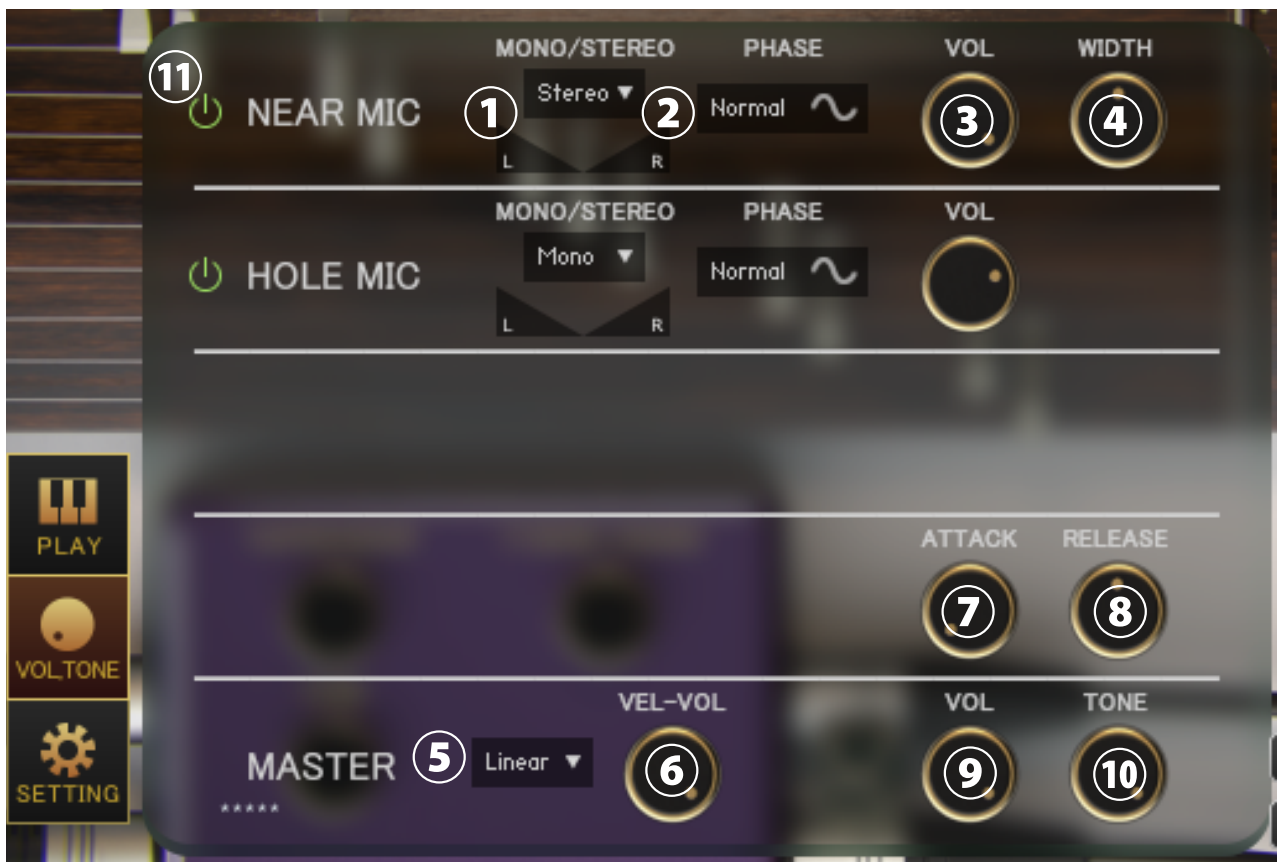 MONO/STEREO PHASE VOL WIDTH
⑪ NEAR MIC ① Stereo ▼ ② Normal ③ ④
L R
MONO/STEREO PHASE VOL
HOLE MIC Mono ▼ Normal
L R
ATTACK RELEASE
PLAY ⑦ ⑧
VOL,TONE
VEL-VOL VOL TONE
MASTER ⑤ Linear ▼ ⑥ ⑨ ⑩
SETTING *****